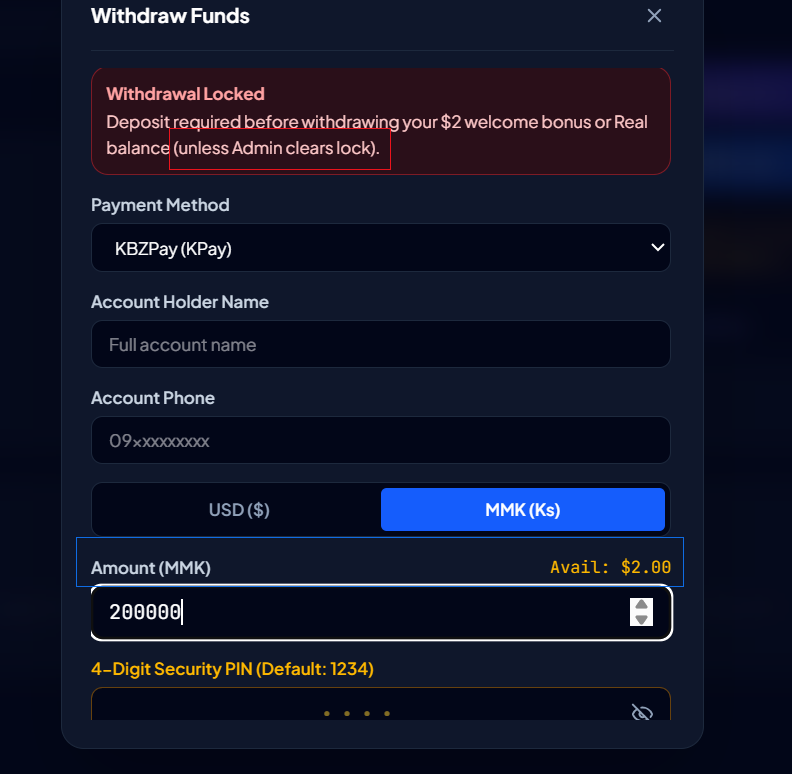 Withdraw Funds
Withdrawal Locked
Deposit required before withdrawing your $2 welcome bonus or Real
balance (unless Admin clears lock).
Payment Method
KBZPay (KPay)
Account Holder Name
Full account name
Account Phone
09xxxxxxxxx
USD ($)
MMK (Ks)
Amount (MMK)
Avail: $2.00
200000
4-Digit Security PIN (Default: 1234)